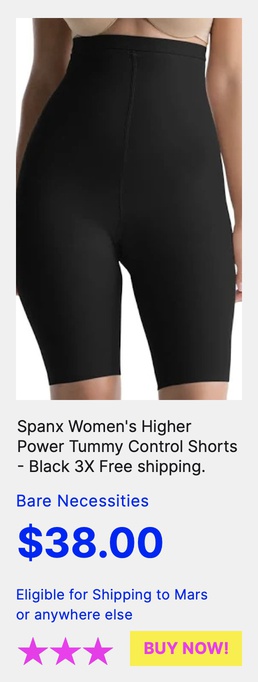 Spanx Women's Higher
Power Tummy Control Shorts
- Black 3X Free shipping.
Bare Necessities
$38.00
Eligible for Shipping to Mars
or anywhere else
BUY NOW!